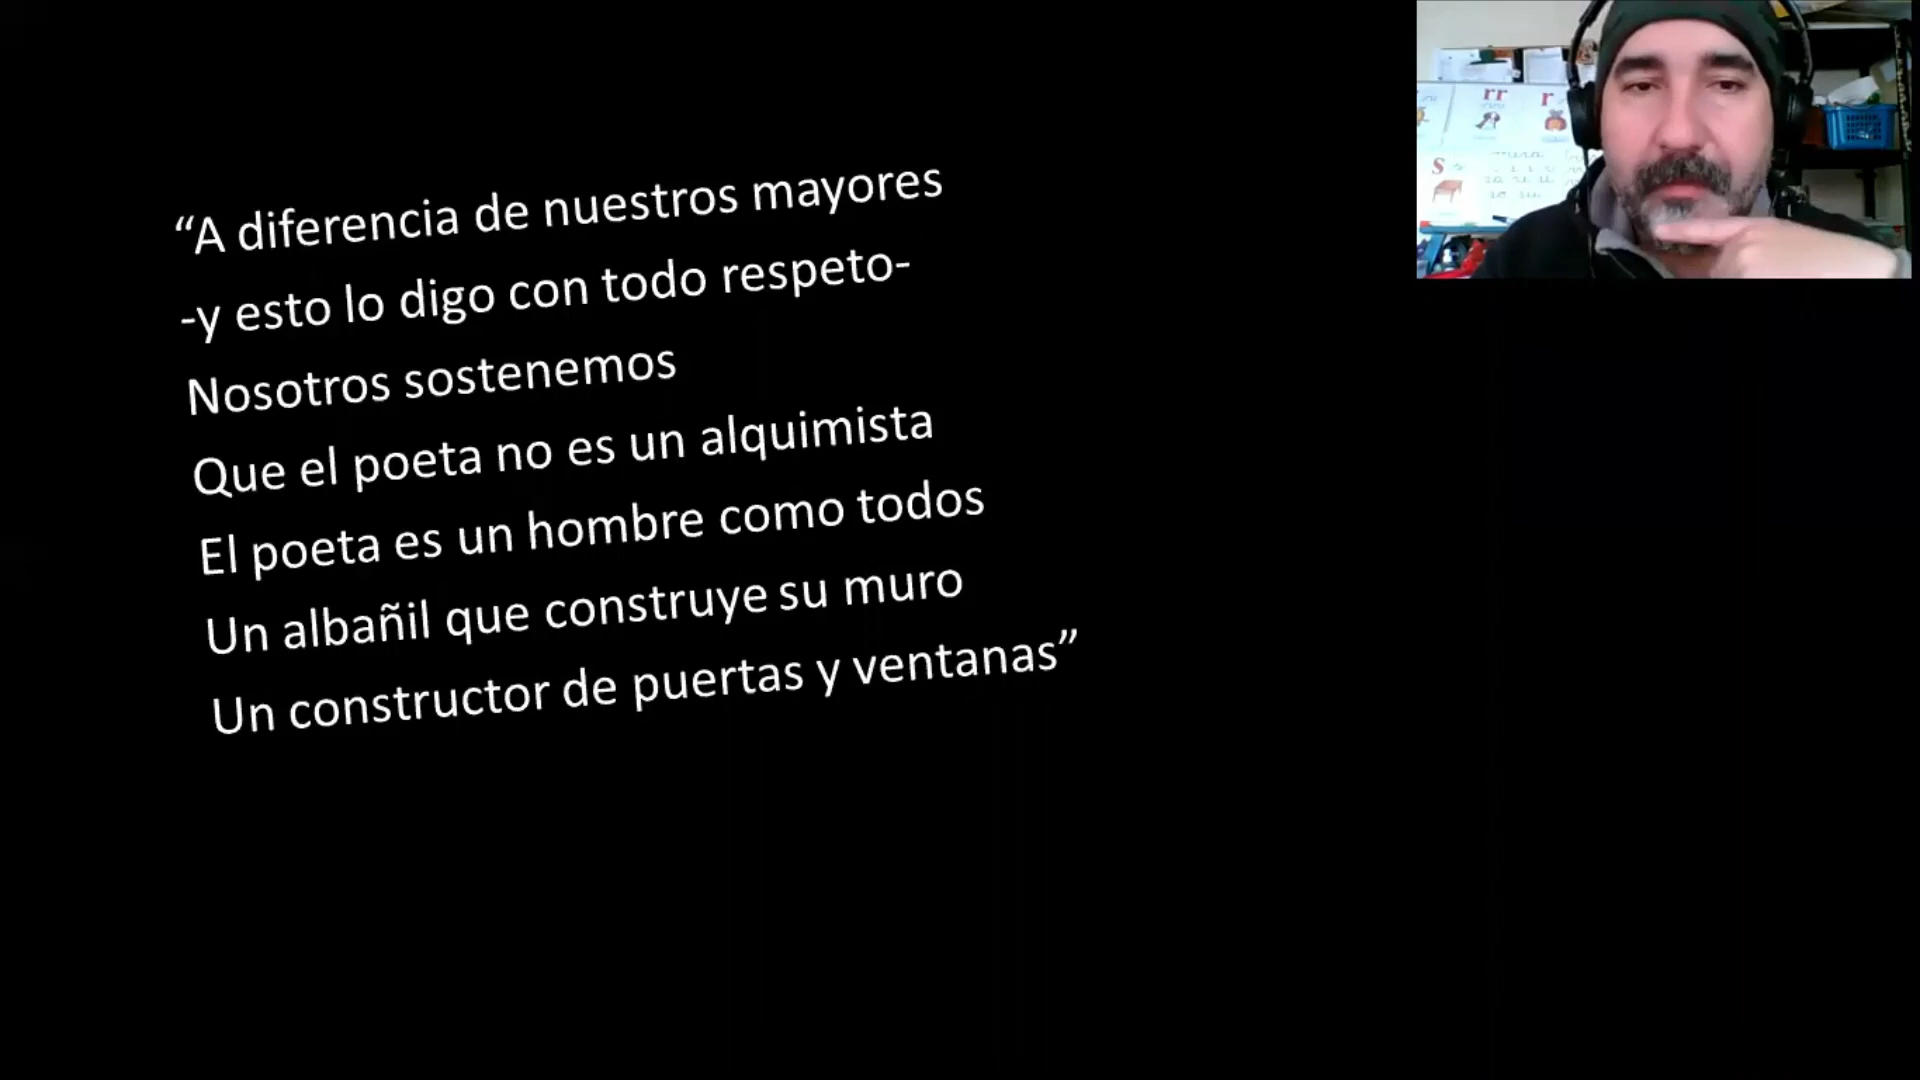 “A diferencia de nuestros mayores
-y esto lo digo con todo respeto-
Nosotros sostenemos
Que el poeta no es un alquimista
El poeta es un hombre como todos
Un albañil que construye su muro
Un constructor de puertas y ventanas”
rr
r
s